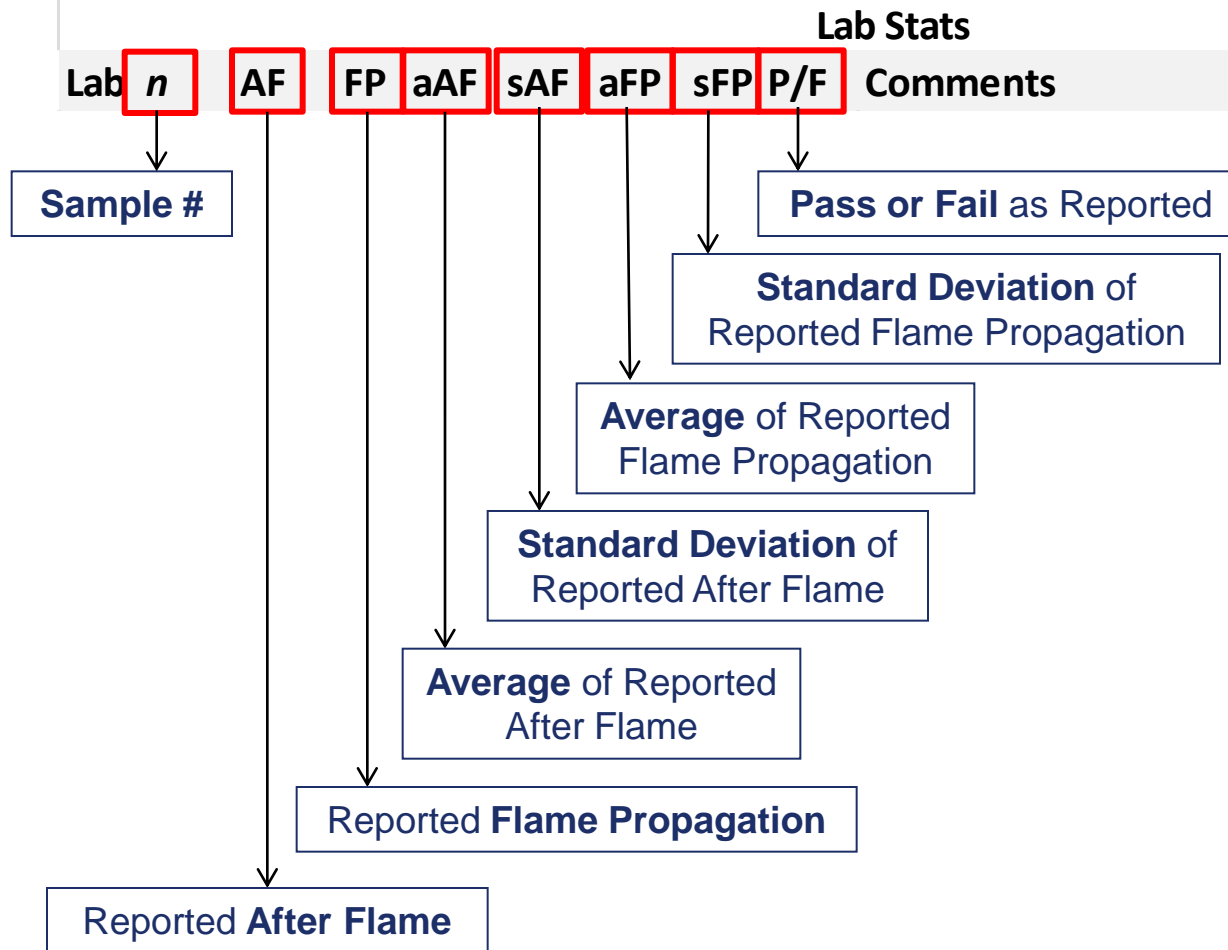 Lab Stats
Lab n AF FP aAF sAF aFP sFP P/F Comments
Sample #
Pass or Fail as Reported
Standard Deviation of
Reported Flame Propagation
Average of Reported
Flame Propagation
Standard Deviation of
Reported After Flame
Average of Reported
After Flame
Reported Flame Propagation
Reported After Flame